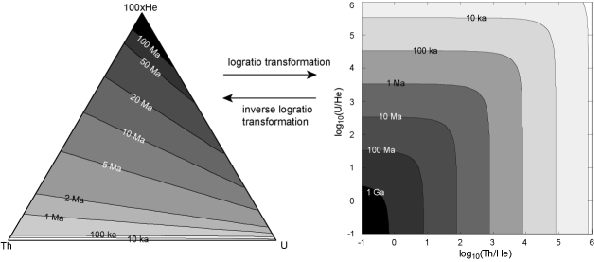 100xHe
100 Ma
50 Ma
20 Ma
10 Ma
5 Ma
2 Ma
1 Ma
100 ka
10 ka
Th
U
logratio transformation
inverse logratio
transformation
log10(U/He)
6
5
4
3
2
1
0
-1
10 ka
100 ka
1 Ma
10 Ma
100 Ma
1 Ga
-1 0 1 2 3 4 5 6
log10(Th/He)